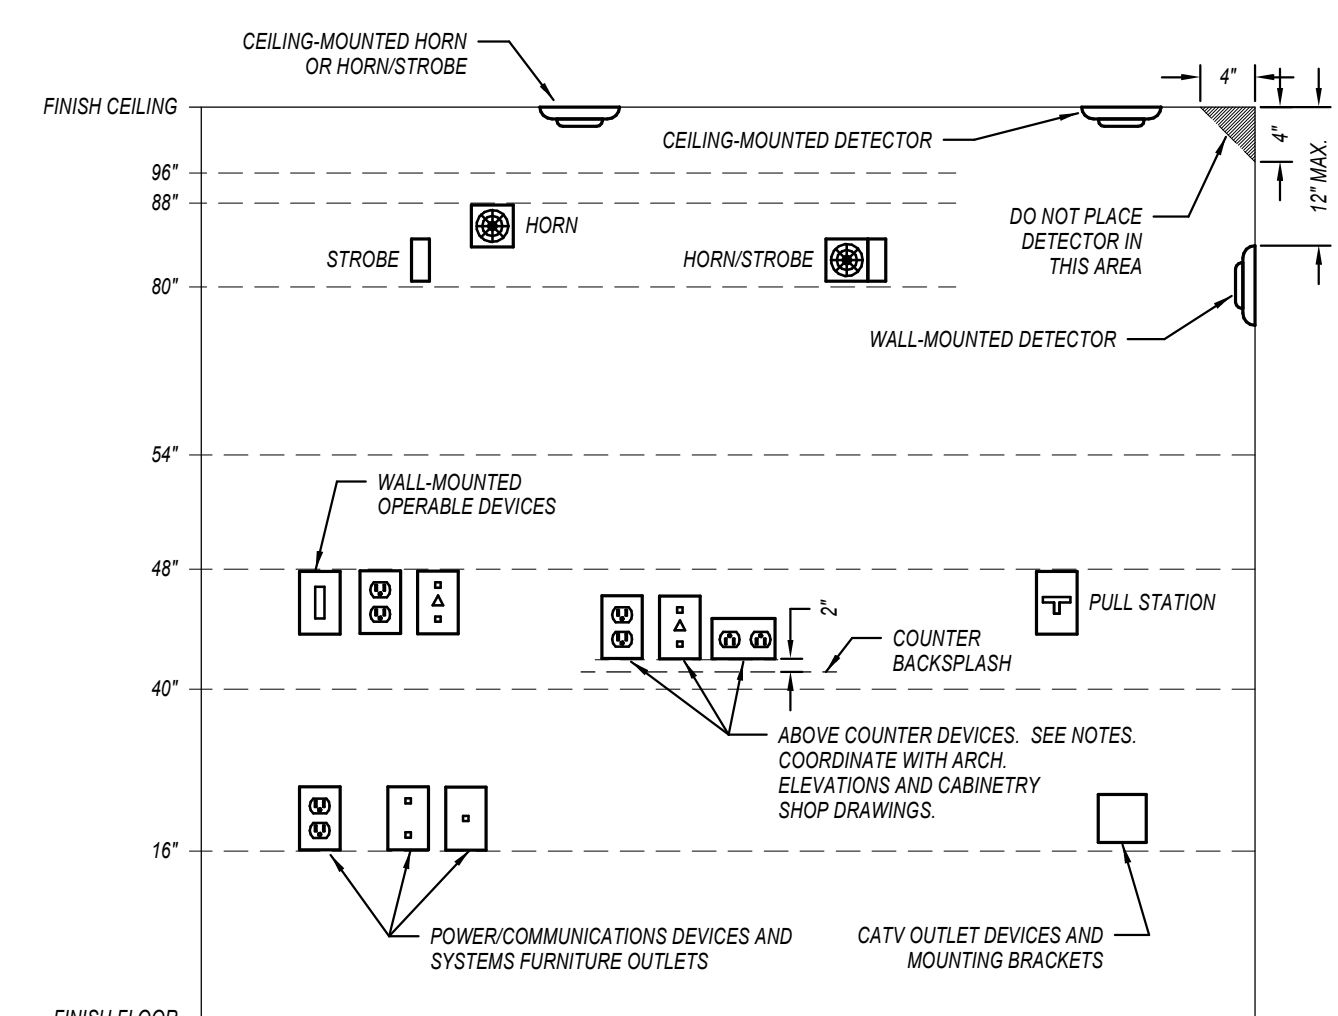 CEILING-MOUNTED HORN
OR HORN/STROBE
4"
FINISH CEILING
CEILING-MOUNTED DETECTOR
4"
12" MAX.
96"
88"
HORN
STROBE
HORN/STROBE
DO NOT PLACE
DETECTOR IN
THIS AREA
80"
WALL-MOUNTED DETECTOR
54"
WALL-MOUNTED
OPERABLE DEVICES
48"
2"
PULL STATION
COUNTER
BACKSPLASH
40"
ABOVE COUNTER DEVICES.  SEE NOTES.
COORDINATE WITH ARCH.
ELEVATIONS AND CABINETRY
SHOP DRAWINGS.
16"
POWER/COMMUNICATIONS DEVICES AND
SYSTEMS FURNITURE OUTLETS
CATV OUTLET DEVICES AND
MOUNTING BRACKETS
FINISH FLOOR